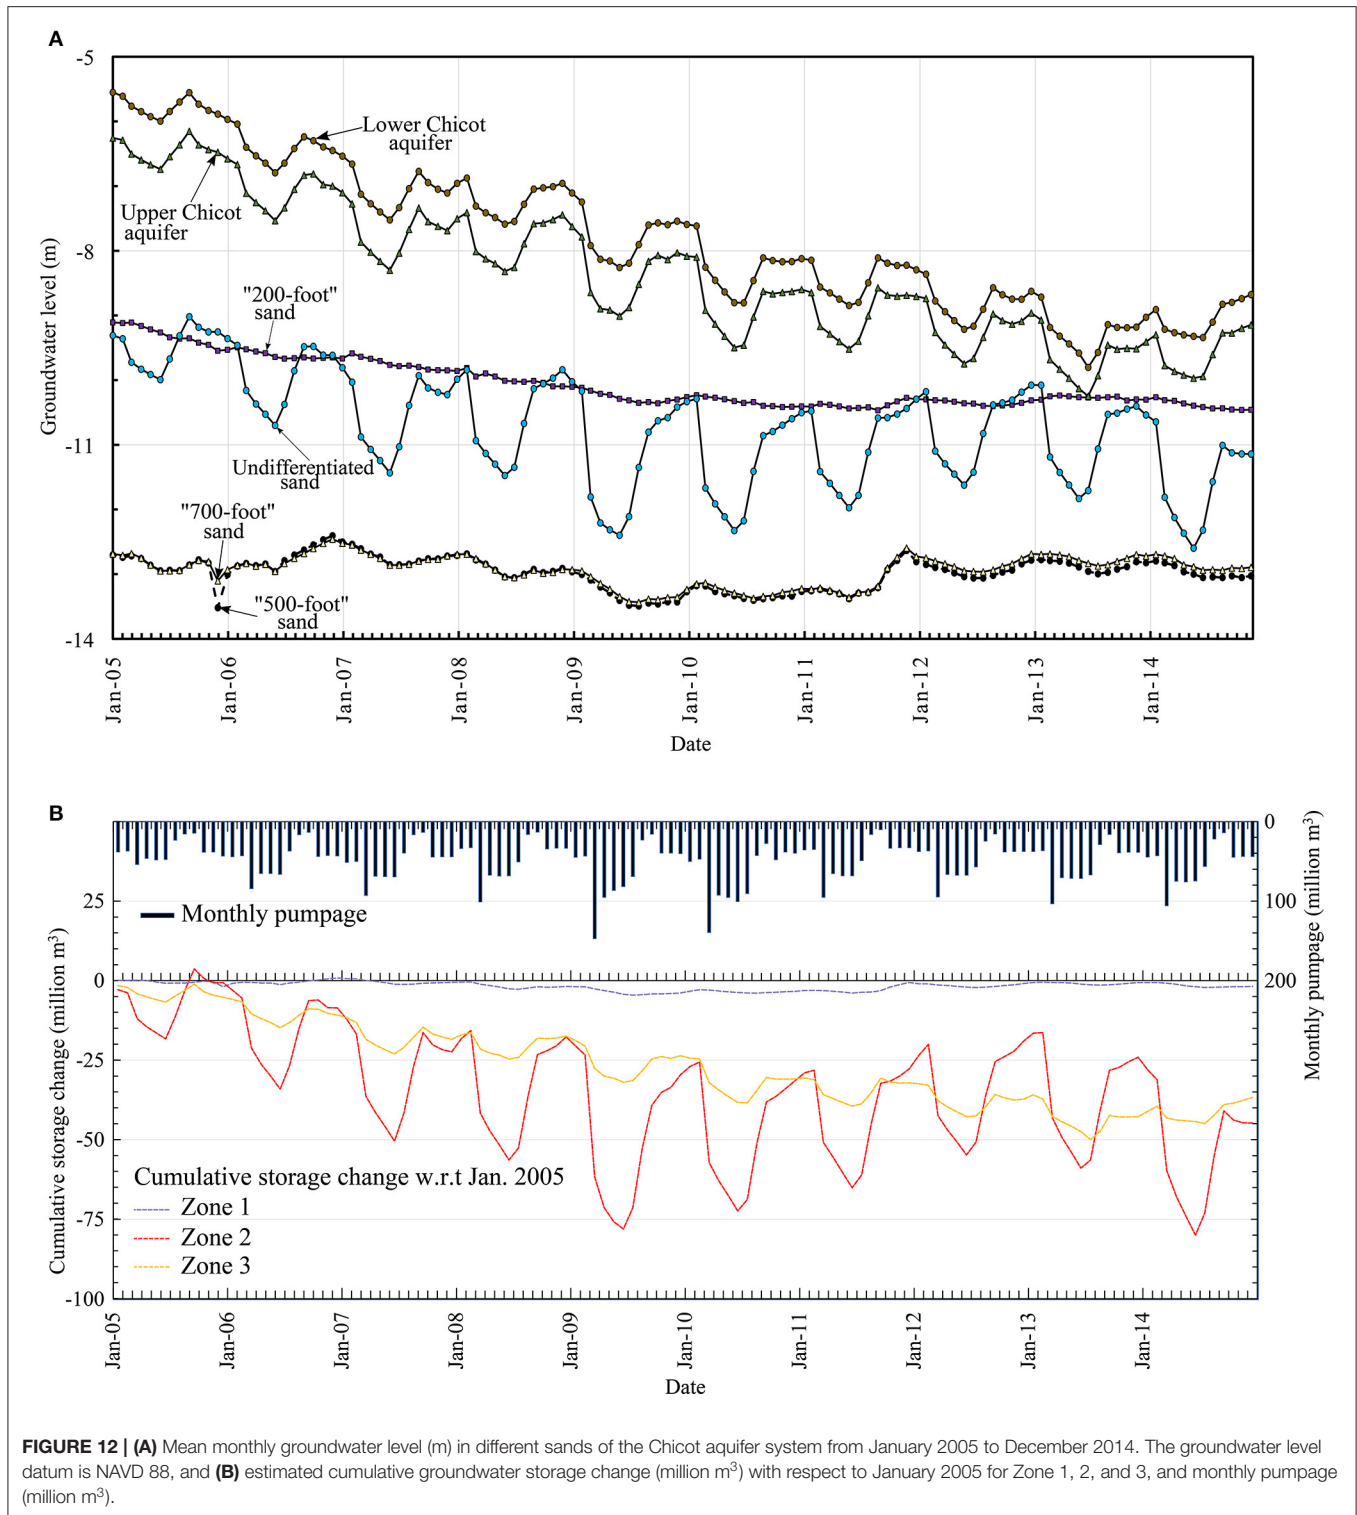 A
-5
-8
-11
-14
Groundwater level (m)
Lower Chicot
aquifer
Upper Chicot
aquifer
"200-foot"
sand
Undifferentiated
sand
"700-foot"
sand
"500-foot"
sand
Jan-05
Jan-06
Jan-07
Jan-08
Jan-09
Jan-10
Jan-11
Jan-12
Jan-13
Jan-14
Date
B
25
0
-25
-50
-75
-100
Cumulative storage change (million m³)
0
100
200
Monthly pumpage (million m³)
Monthly pumpage
Cumulative storage change w.r.t Jan. 2005
Zone 1
Zone 2
Zone 3
Jan-05
Jan-06
Jan-07
Jan-08
Jan-09
Jan-10
Jan-11
Jan-12
Jan-13
Jan-14
Date
FIGURE 12 | (A) Mean monthly groundwater level (m) in different sands of the Chicot aquifer system from January 2005 to December 2014. The groundwater level
datum is NAVD 88, and (B) estimated cumulative groundwater storage change (million m³) with respect to January 2005 for Zone 1, 2, and 3, and monthly pumpage
(million m³).